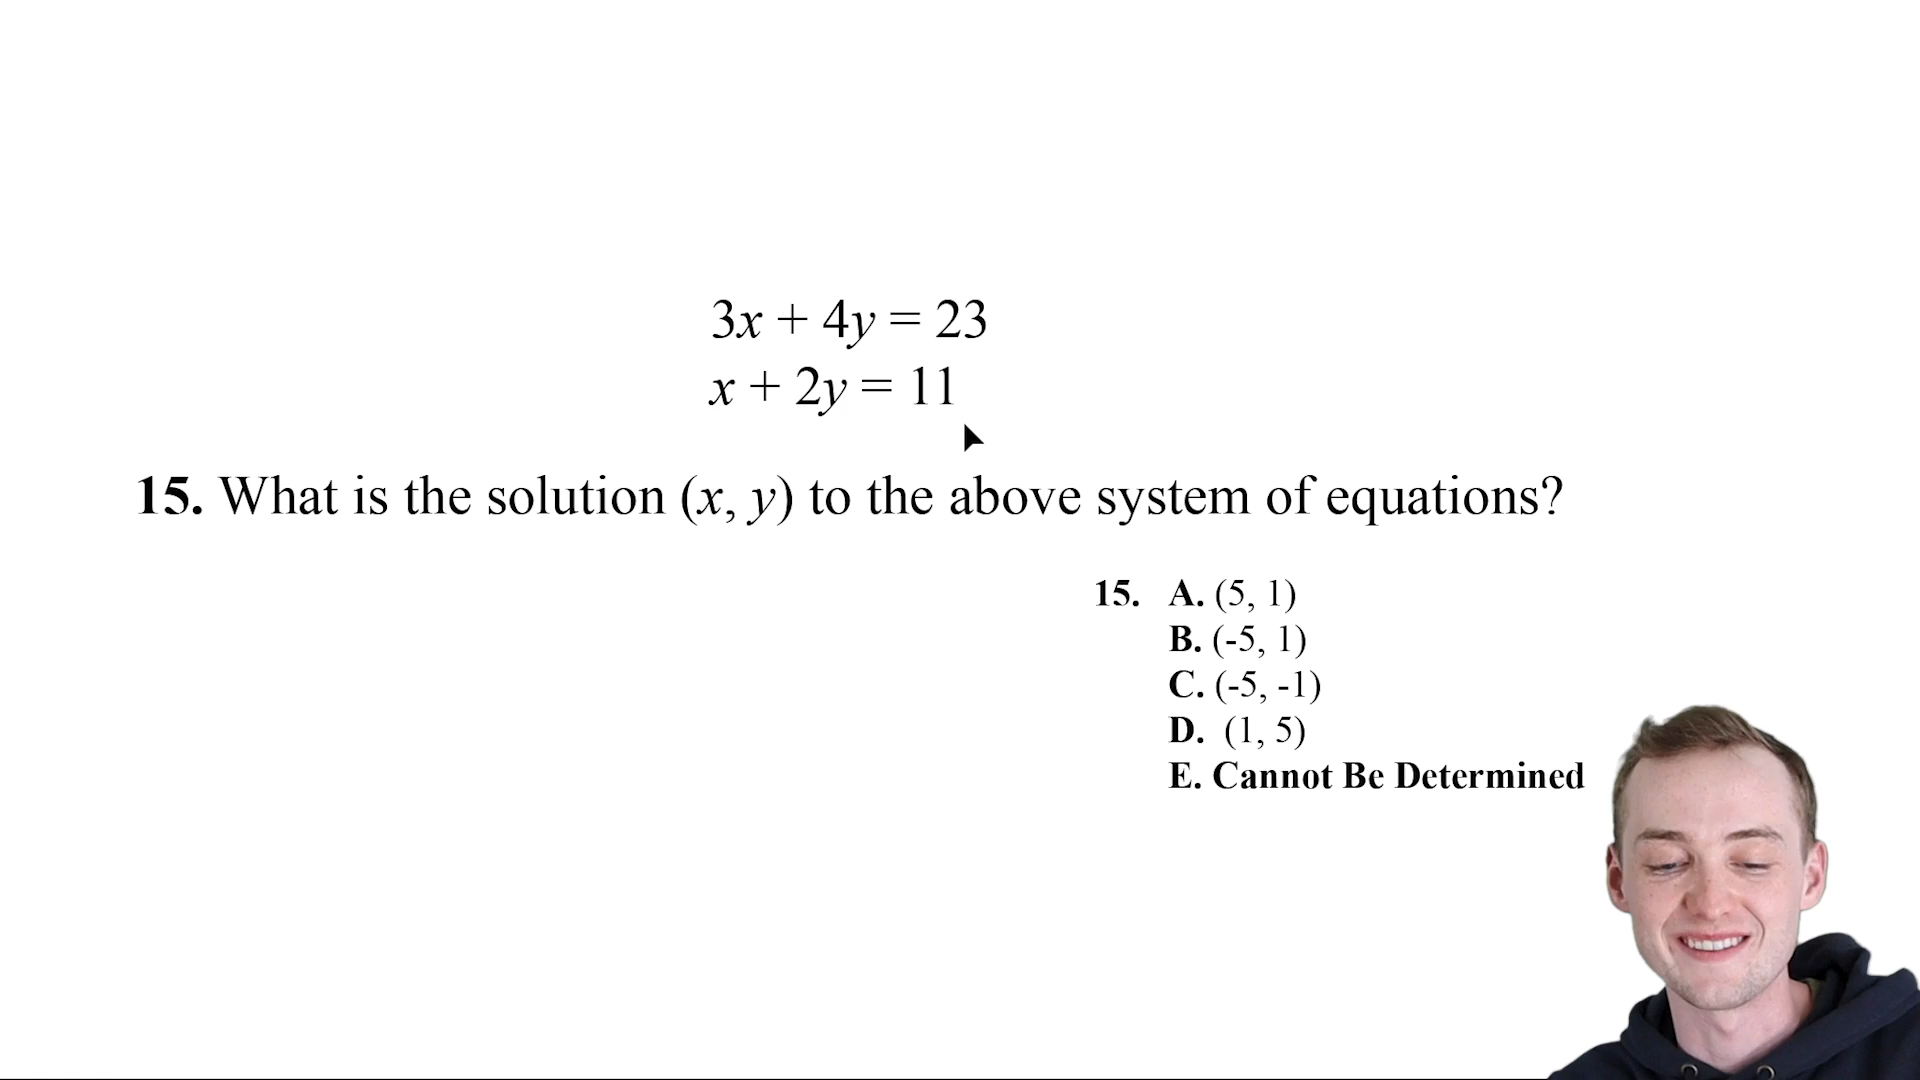 3x + 4y = 23
x + 2y = 11
15. What is the solution (x, y) to the above system of equations?
15. A. (5, 1)
B. (-5, 1)
C. (-5, -1)
D. (1, 5)
E. Cannot Be Determined